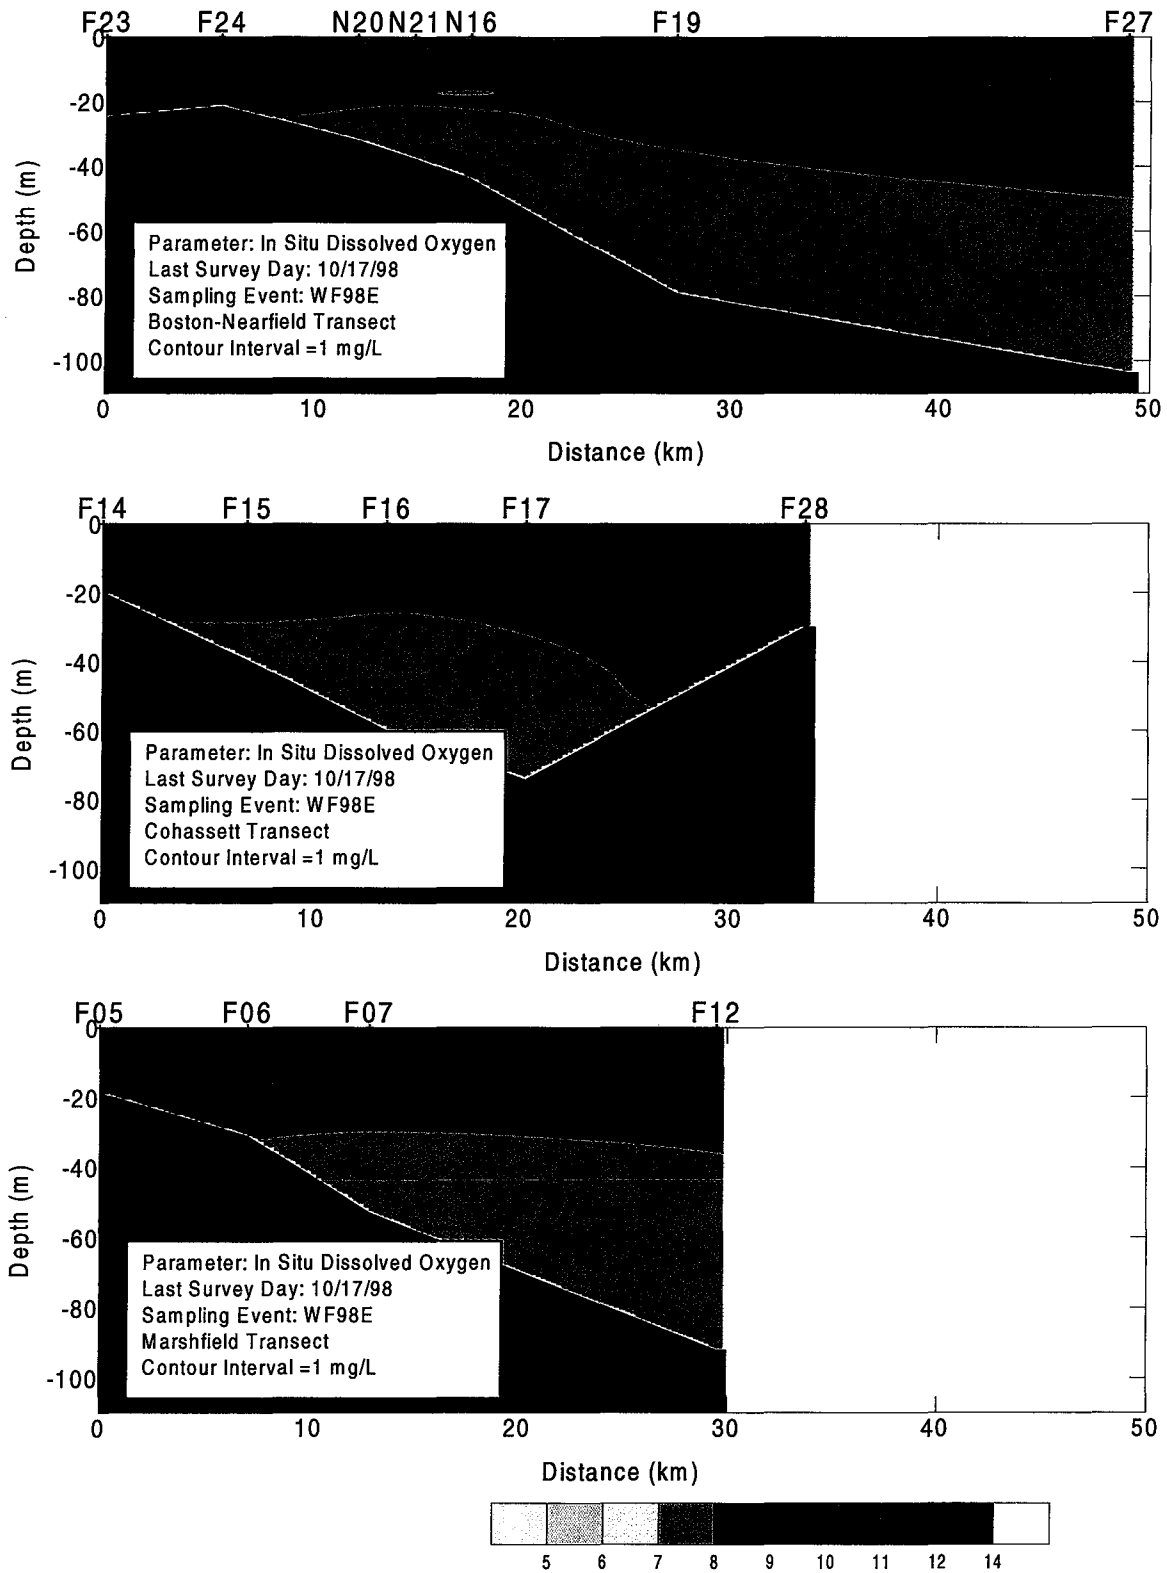 F23 F24 N20 N21 N16 F19 F27
0
-20
-40
-60
-80
-100
Depth (m)
Parameter: In Situ Dissolved Oxygen
Last Survey Day: 10/17/98
Sampling Event: WF98E
Boston-Nearfield Transect
Contour Interval =1 mg/L
0 10 20 30 40 50
Distance (km)
F14 F15 F16 F17 F28
0
-20
-40
-60
-80
-100
Depth (m)
Parameter: In Situ Dissolved Oxygen
Last Survey Day: 10/17/98
Sampling Event: WF98E
Cohassett Transect
Contour Interval =1 mg/L
0 10 20 30 40 50
Distance (km)
F05 F06 F07 F12
0
-20
-40
-60
-80
-100
Depth (m)
Parameter: In Situ Dissolved Oxygen
Last Survey Day: 10/17/98
Sampling Event: WF98E
Marshfield Transect
Contour Interval =1 mg/L
0 10 20 30 40 50
Distance (km)
5 6 7 8 9 10 11 12 14